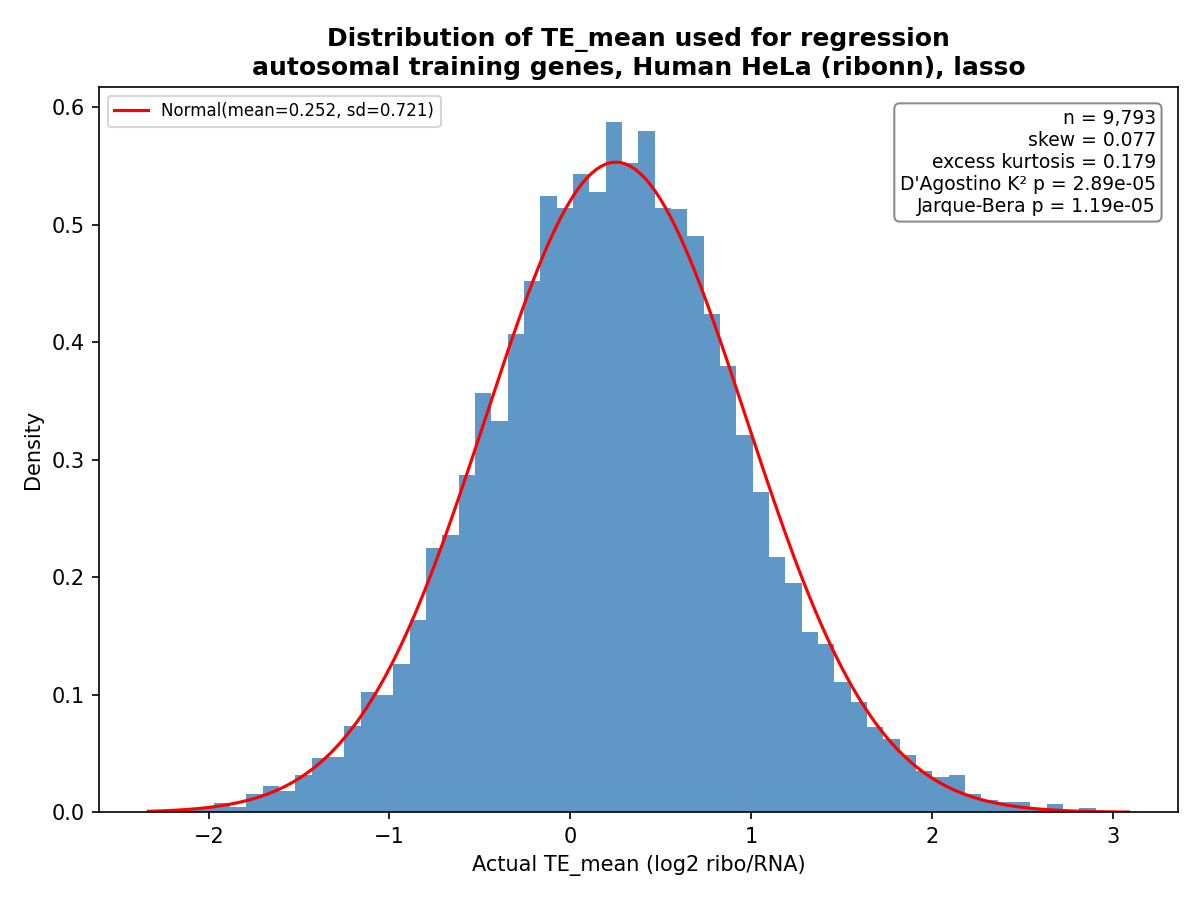 Distribution of TE_mean used for regression
autosomal training genes, Human HeLa (ribonn), lasso
Normal(mean=0.252, sd=0.721)
n = 9,793
skew = 0.077
excess kurtosis = 0.179
D'Agostino K² p = 2.89e-05
Jarque-Bera p = 1.19e-05
Density
0.6
0.5
0.4
0.3
0.2
0.1
0.0
−2
−1
0
1
2
3
Actual TE_mean (log2 ribo/RNA)